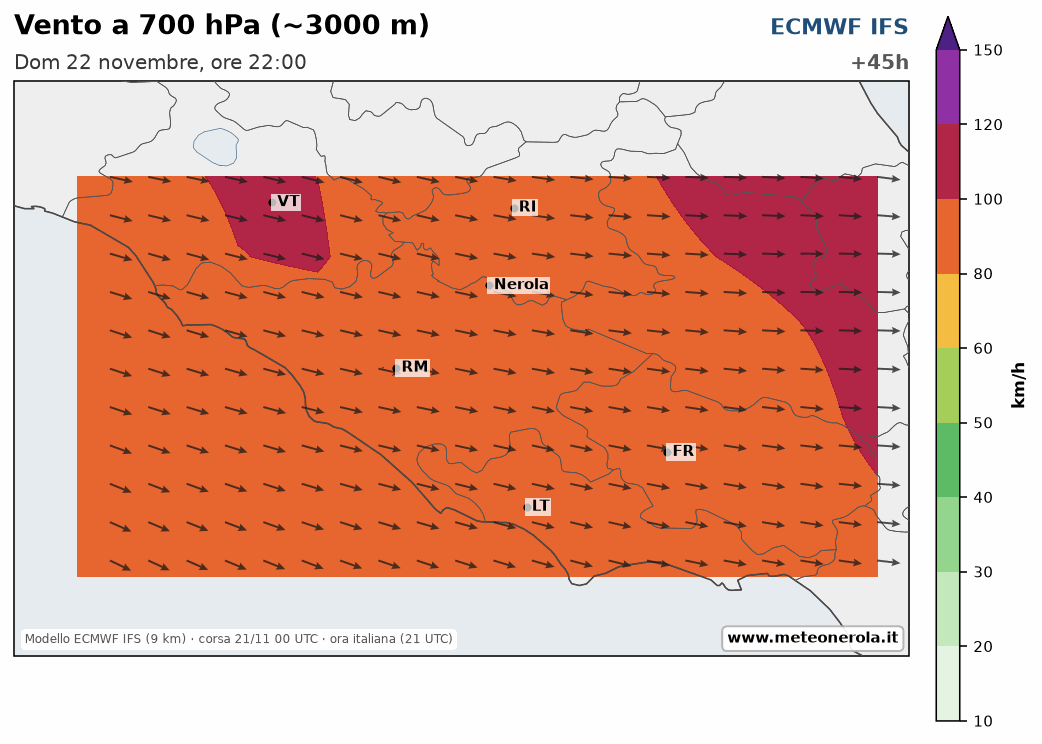 Vento a 700 hPa (~3000 m)
ECMWF IFS
Dom 22 novembre, ore 22:00
+45h
VT
RI
Nerola
RM
FR
LT
Modello ECMWF IFS (9 km) · corsa 21/11 00 UTC · ora italiana (21 UTC)
www.meteonerola.it
150
120
100
80
60
50
40
30
20
10
km/h